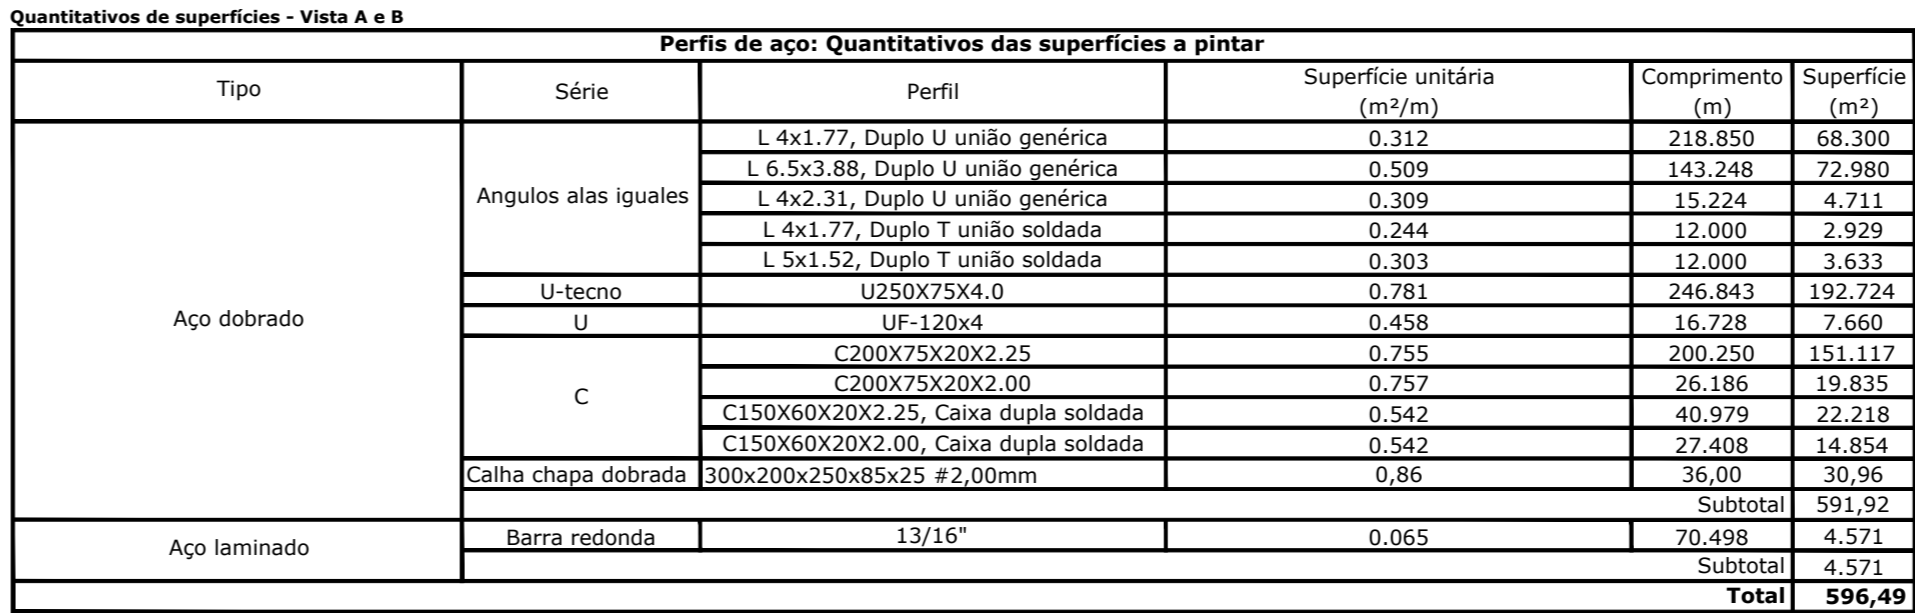 Quantitativos de superfícies - Vista A e B
Perfis de aço: Quantitativos das superfícies a pintar
Tipo Série Perfil Superfície unitária (m²/m) Comprimento (m) Superfície (m²)
Aço dobrado
Angulos alas iguales
L 4x1.77, Duplo U união genérica 0.312 218.850 68.300
L 6.5x3.88, Duplo U união genérica 0.509 143.248 72.980
L 4x2.31, Duplo U união genérica 0.309 15.224 4.711
L 4x1.77, Duplo T união soldada 0.244 12.000 2.929
L 5x1.52, Duplo T união soldada 0.303 12.000 3.633
U-tecno U250X75X4.0 0.781 246.843 192.724
U UF-120x4 0.458 16.728 7.660
C
C200X75X20X2.25 0.755 200.250 151.117
C200X75X20X2.00 0.757 26.186 19.835
C150X60X20X2.25, Caixa dupla soldada 0.542 40.979 22.218
C150X60X20X2.00, Caixa dupla soldada 0.542 27.408 14.854
Calha chapa dobrada 300x200x250x85x25 #2,00mm 0,86 36,00 30,96
Subtotal 591,92
Aço laminado
Barra redonda 13/16" 0.065 70.498 4.571
Subtotal 4.571
Total 596,49